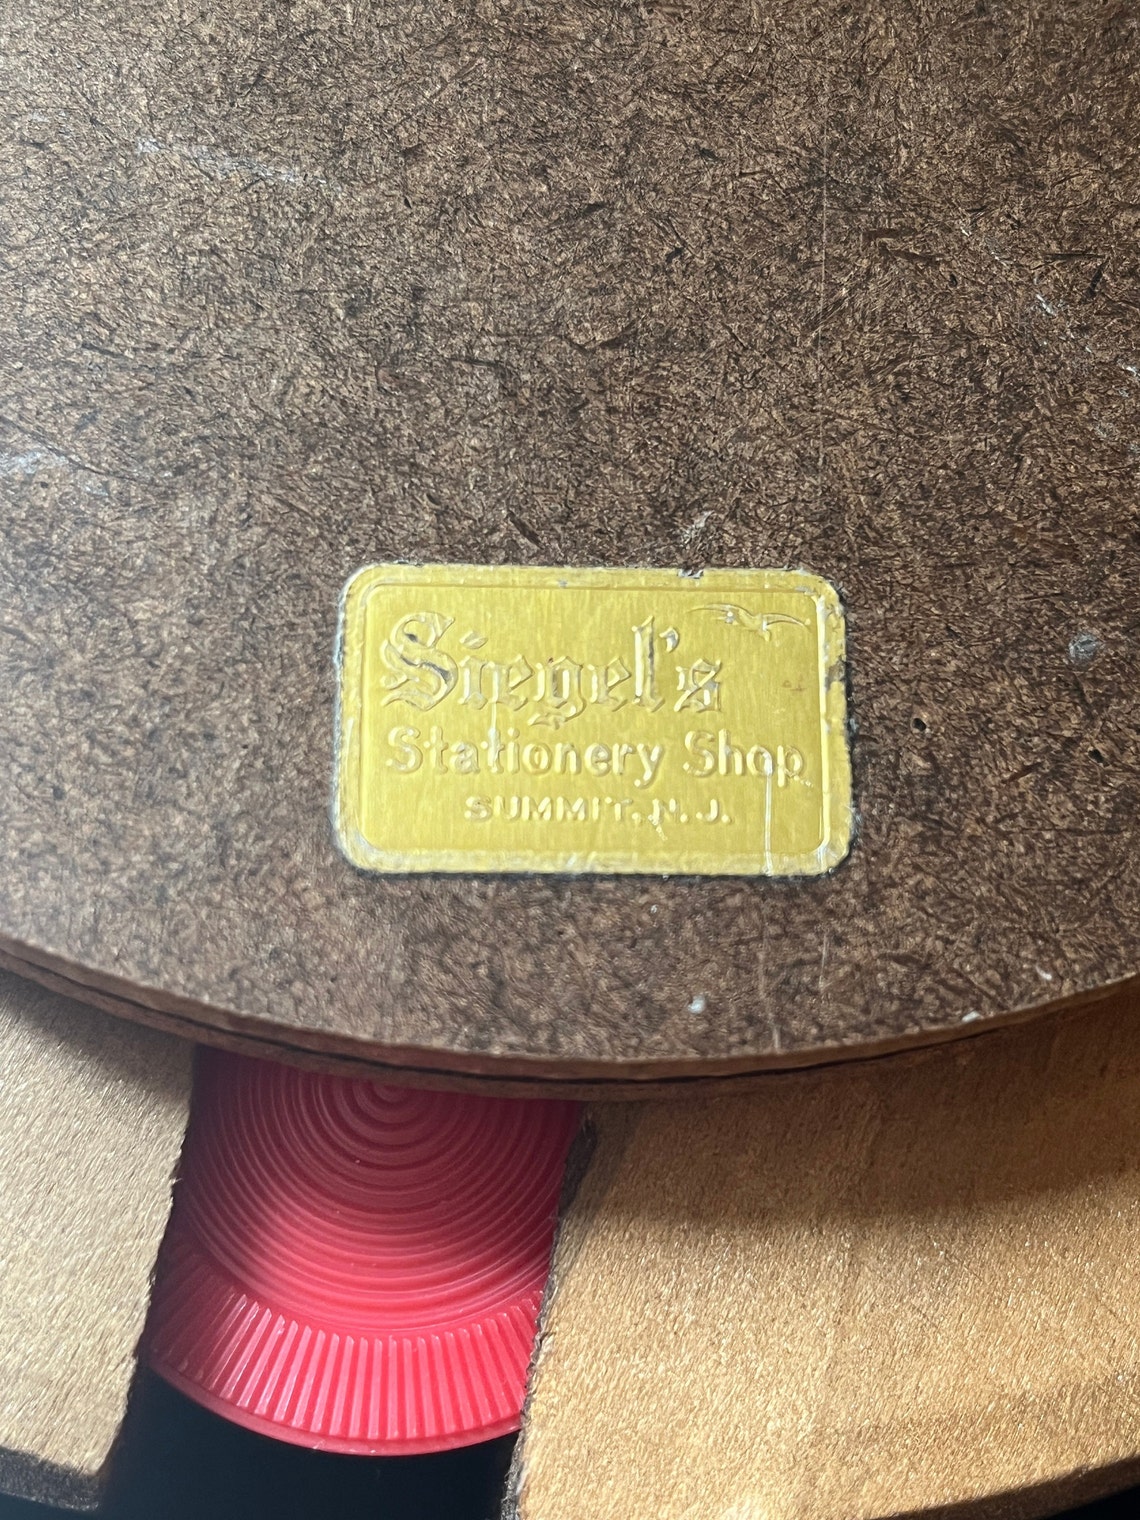 Siegel's
Stationery Shop
SUMMIT, N. J.